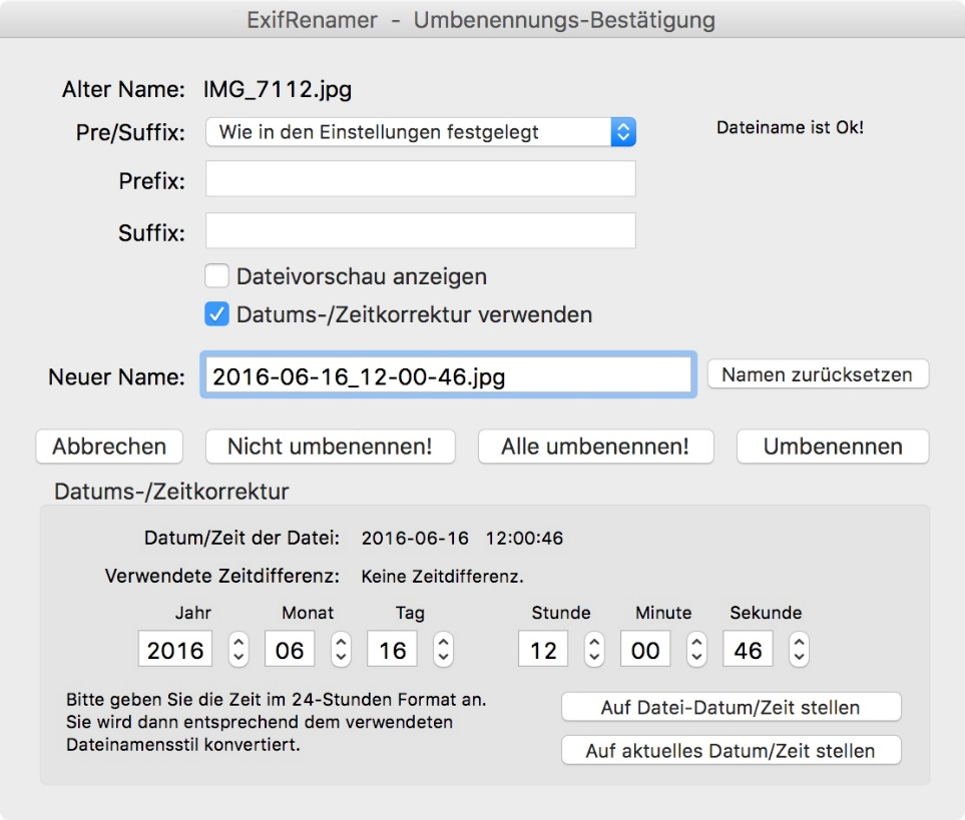 ExifRenamer - Umbenennungs-Bestätigung
Alter Name: IMG_7112.jpg
Pre/Suffix: Wie in den Einstellungen festgelegt
Dateiname ist Ok!
Prefix:
Suffix:
Dateivorschau anzeigen
Datums-/Zeitkorrektur verwenden
Neuer Name: 2016-06-16_12-00-46.jpg Namen zurücksetzen
Abbrechen Nicht umbenennen! Alle umbenennen! Umbenennen
Datums-/Zeitkorrektur
Datum/Zeit der Datei: 2016-06-16 12:00:46
Verwendete Zeitdifferenz: Keine Zeitdifferenz.
Jahr Monat Tag Stunde Minute Sekunde
2016 06 16 12 00 46
Bitte geben Sie die Zeit im 24-Stunden Format an.
Sie wird dann entsprechend dem verwendeten
Dateinamensstil konvertiert.
Auf Datei-Datum/Zeit stellen
Auf aktuelles Datum/Zeit stellen